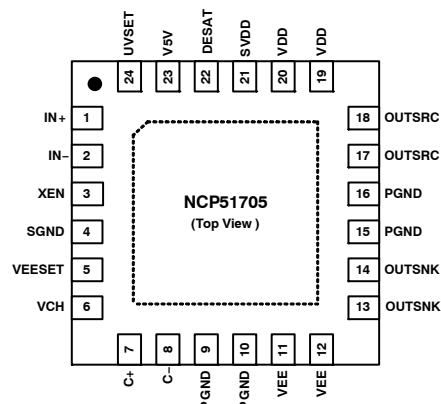 UVSET
V5V
DESAT
SVDD
VDD
VDD
24
23
22
21
20
19
IN+ 1
IN− 2
XEN 3
SGND 4
VEESET 5
VCH 6
NCP51705
(Top View )
18 OUTSRC
17 OUTSRC
16 PGND
15 PGND
14 OUTSNK
13 OUTSNK
7
8
9
10
11
12
C+
C−
PGND
PGND
VEE
VEE